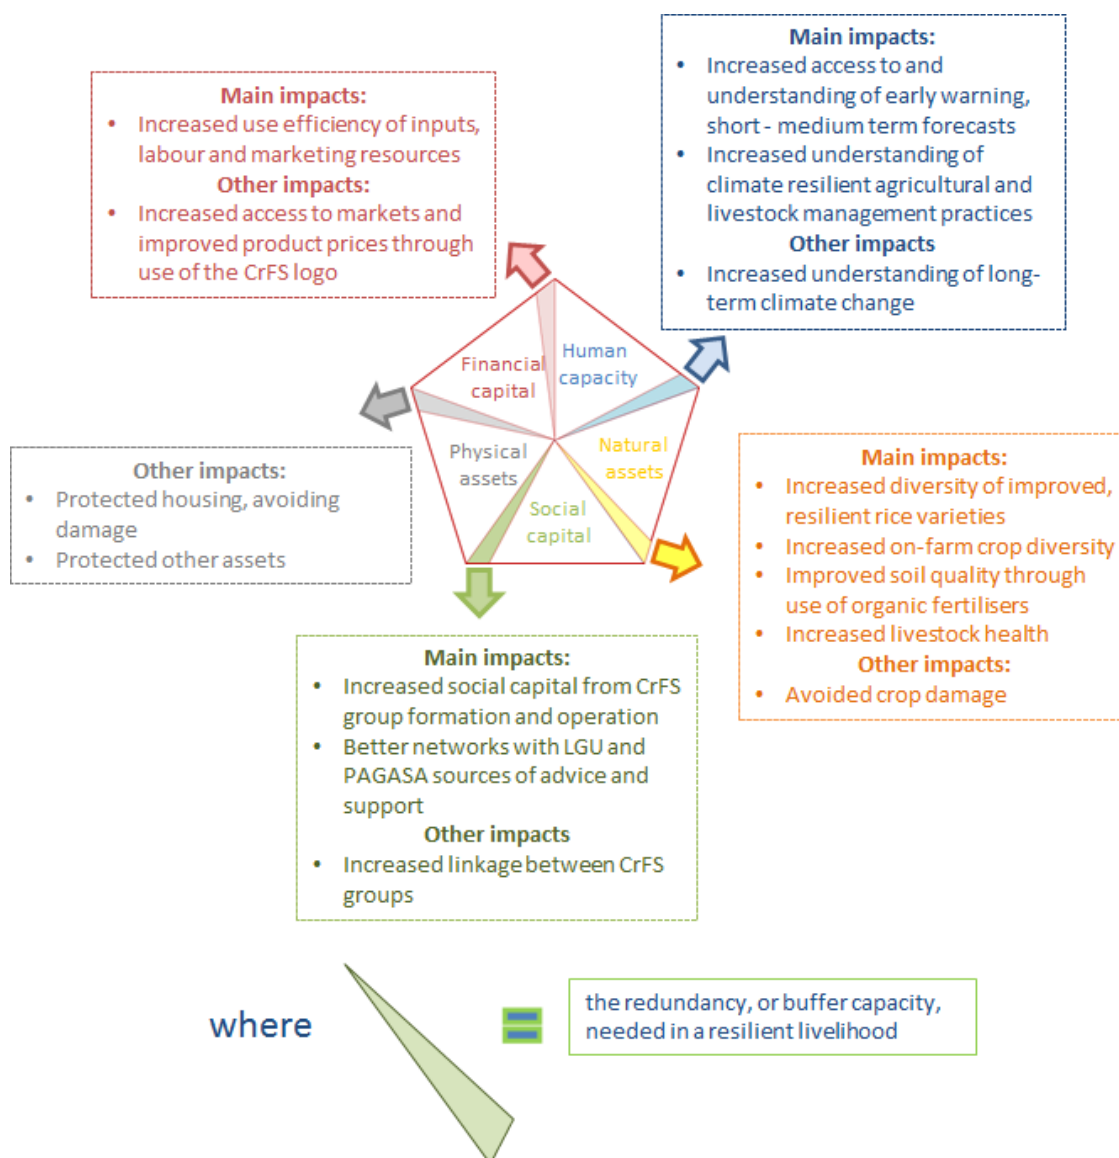 Main impacts:
• Increased use efficiency of inputs,
labour and marketing resources
Other impacts:
• Increased access to markets and
improved product prices through
use of the CrFS logo
Main impacts:
• Increased access to and
understanding of early warning,
short - medium term forecasts
• Increased understanding of
climate resilient agricultural and
livestock management practices
Other impacts
• Increased understanding of long-
term climate change
Financial
capital
Human
capacity
Physical
assets
Natural
assets
Social
capital
Other impacts:
• Protected housing, avoiding
damage
• Protected other assets
Main impacts:
• Increased diversity of improved,
resilient rice varieties
• Increased on-farm crop diversity
• Improved soil quality through
use of organic fertilisers
• Increased livestock health
Other impacts:
• Avoided crop damage
Main impacts:
• Increased social capital from CrFS
group formation and operation
• Better networks with LGU and
PAGASA sources of advice and
support
Other impacts
• Increased linkage between CrFS
groups
where
=
the redundancy, or buffer capacity,
needed in a resilient livelihood